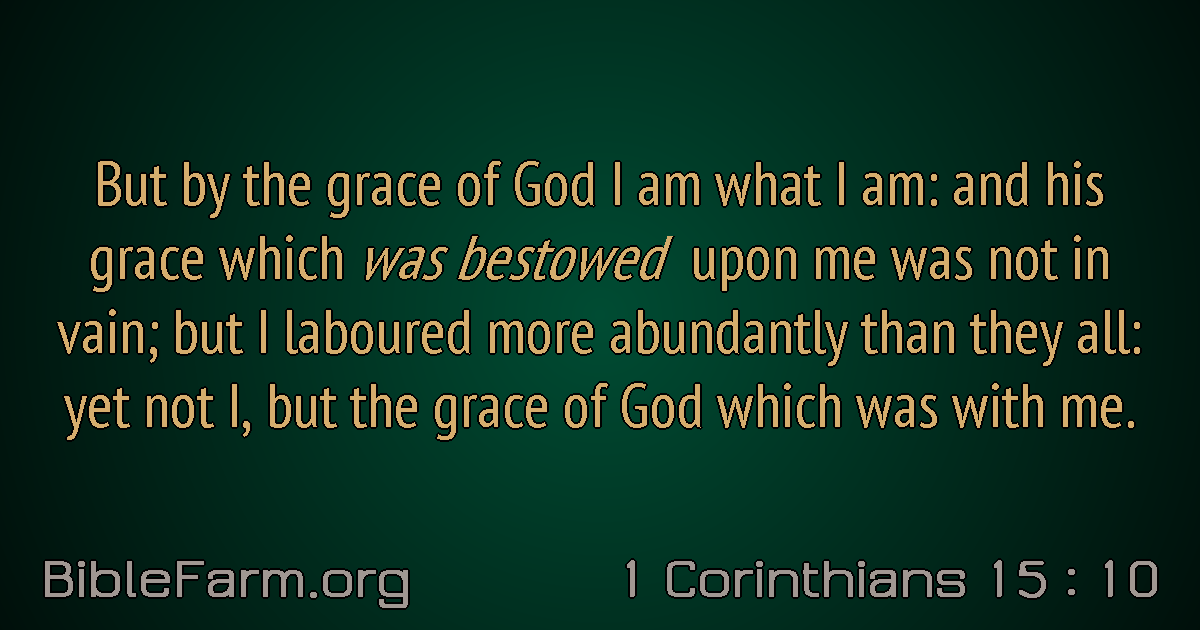 But by the grace of God I am what I am: and his
grace which was bestowed upon me was not in
vain; but I laboured more abundantly than they all:
yet not I, but the grace of God which was with me.
BibleFarm.org
1 Corinthians 15 : 10